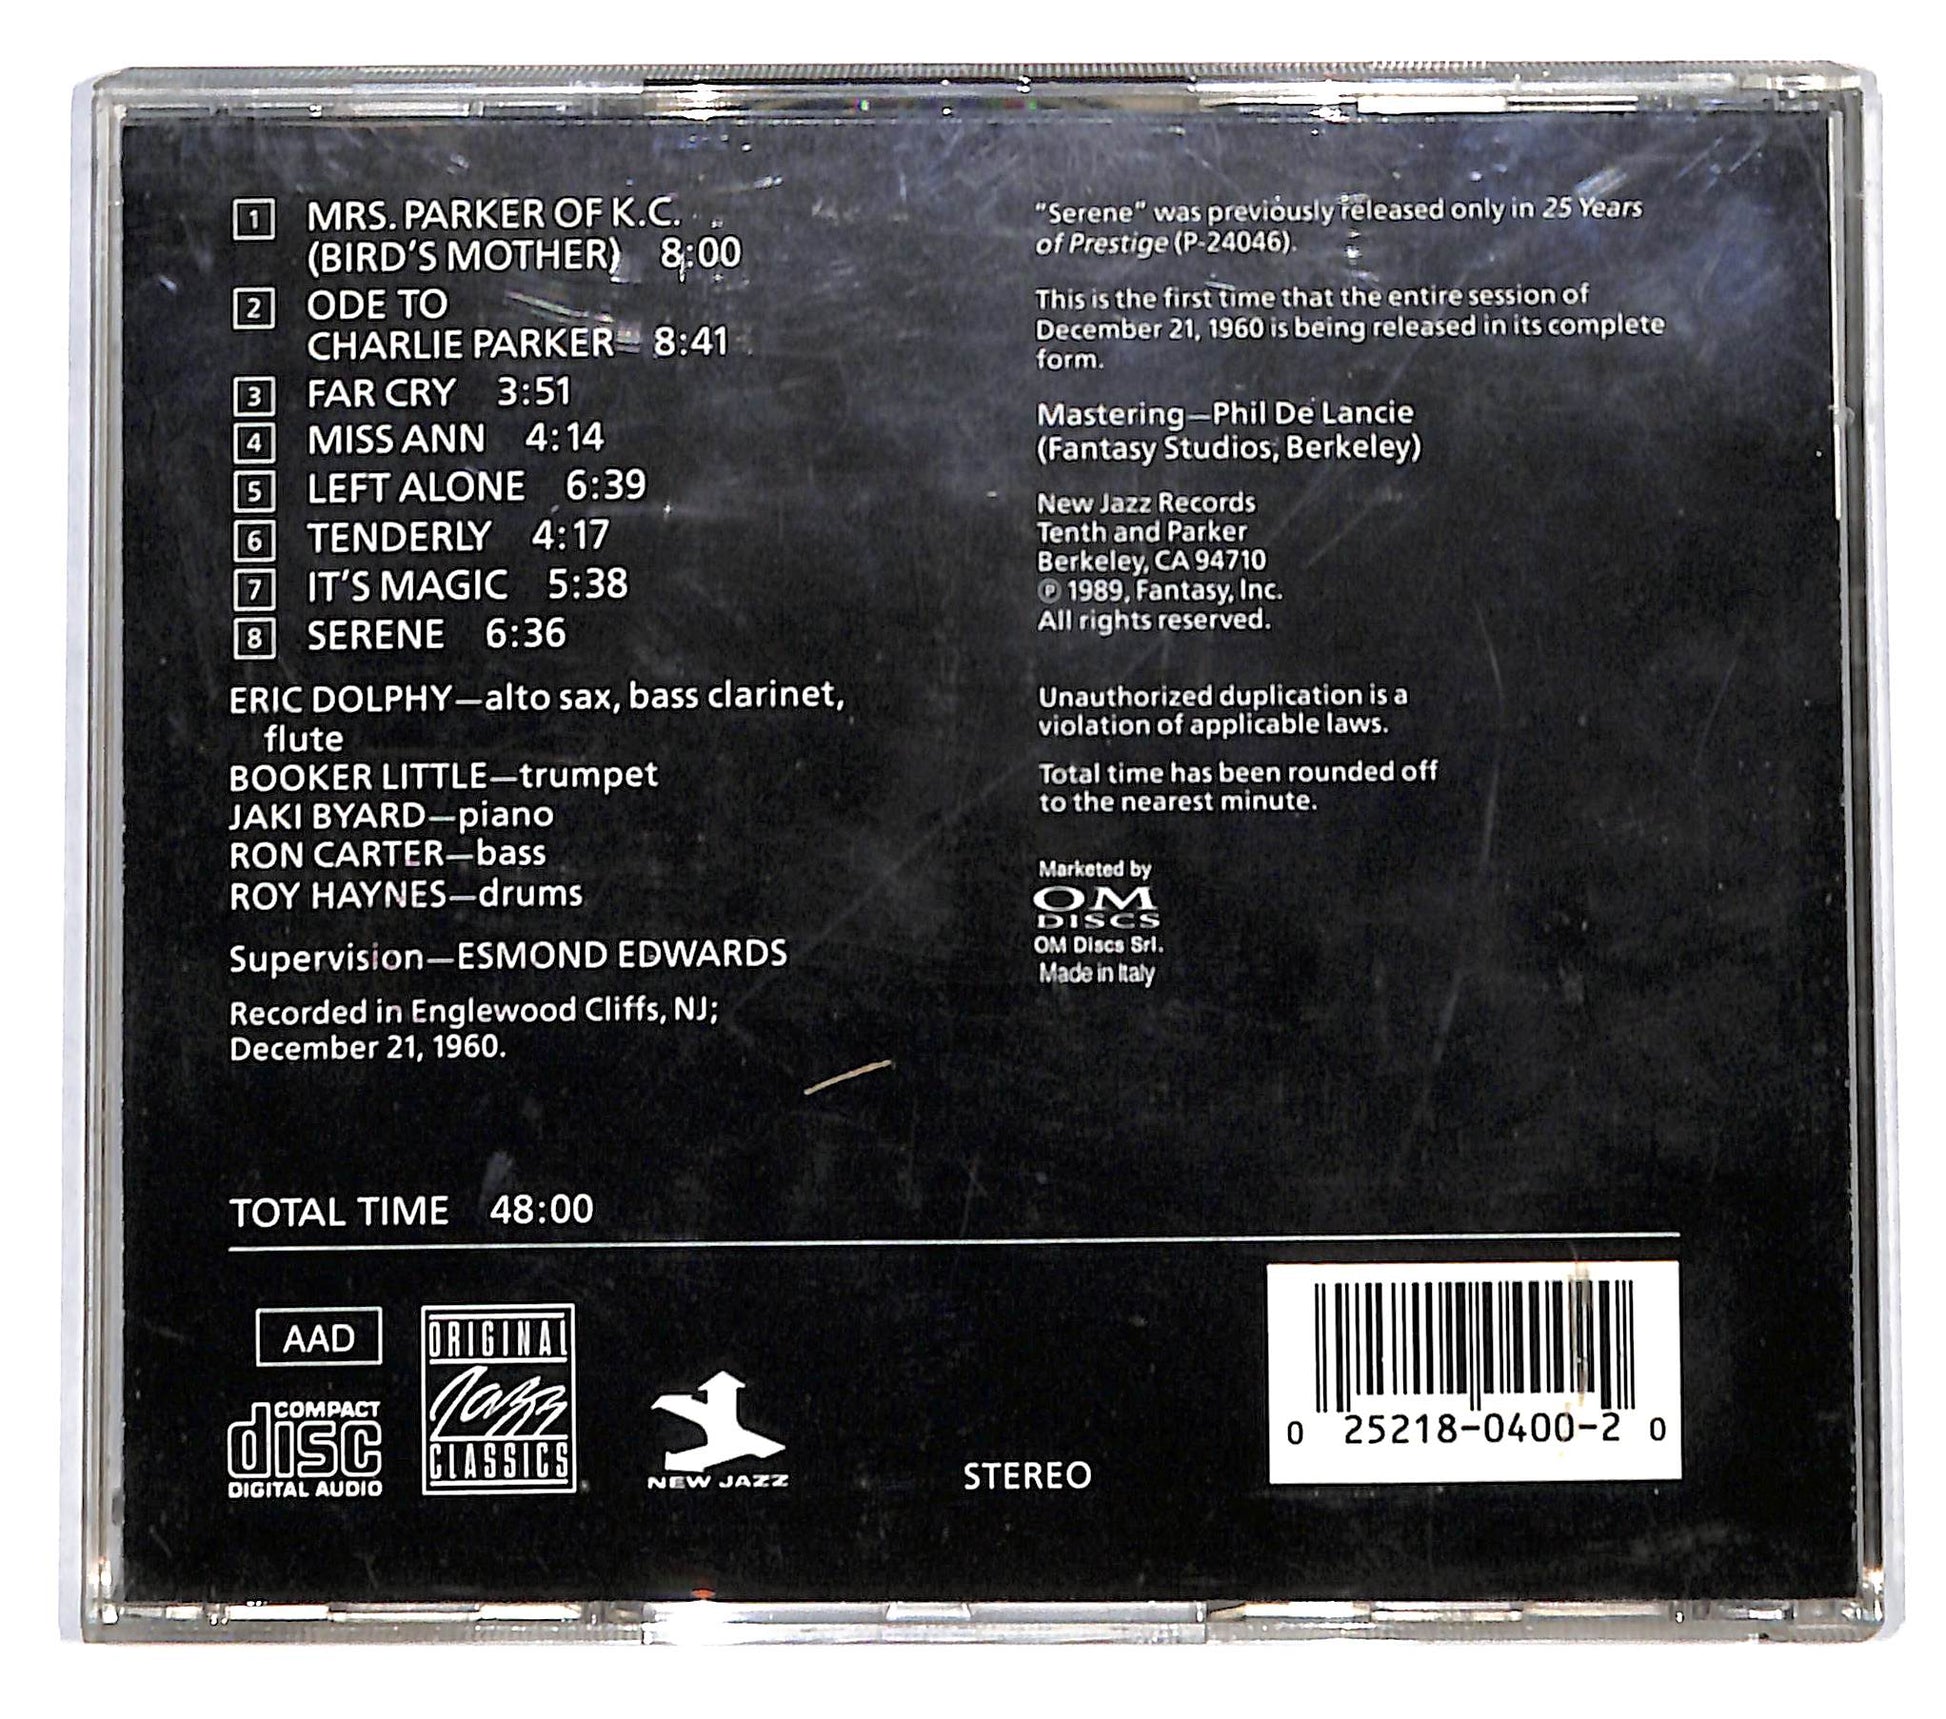 1 MRS. PARKER OF K.C.
(BIRD'S MOTHER) 8:00
2 ODE TO
CHARLIE PARKER 8:41
3 FAR CRY 3:51
4 MISS ANN 4:14
5 LEFT ALONE 6:39
6 TENDERLY 4:17
7 IT'S MAGIC 5:38
8 SERENE 6:36
ERIC DOLPHY—alto sax, bass clarinet,
flute
BOOKER LITTLE—trumpet
JAKI BYARD—piano
RON CARTER—bass
ROY HAYNES—drums
Supervision—ESMOND EDWARDS
Recorded in Englewood Cliffs, NJ;
December 21, 1960.
TOTAL TIME 48:00
"Serene" was previously released only in 25 Years
of Prestige (P-24046).
This is the first time that the entire session of
December 21, 1960 is being released in its complete
form.
Mastering—Phil De Lancie
(Fantasy Studios, Berkeley)
New Jazz Records
Tenth and Parker
Berkeley, CA 94710
℗ 1989, Fantasy, Inc.
All rights reserved.
Unauthorized duplication is a
violation of applicable laws.
Total time has been rounded off
to the nearest minute.
Marketed by
OM
DISCS
OM Discs Srl.
Made in Italy
AAD
COMPACT
disc
DIGITAL AUDIO
ORIGINAL
Jazz
CLASSICS
NEW JAZZ
STEREO
0 25218-0400-2 0